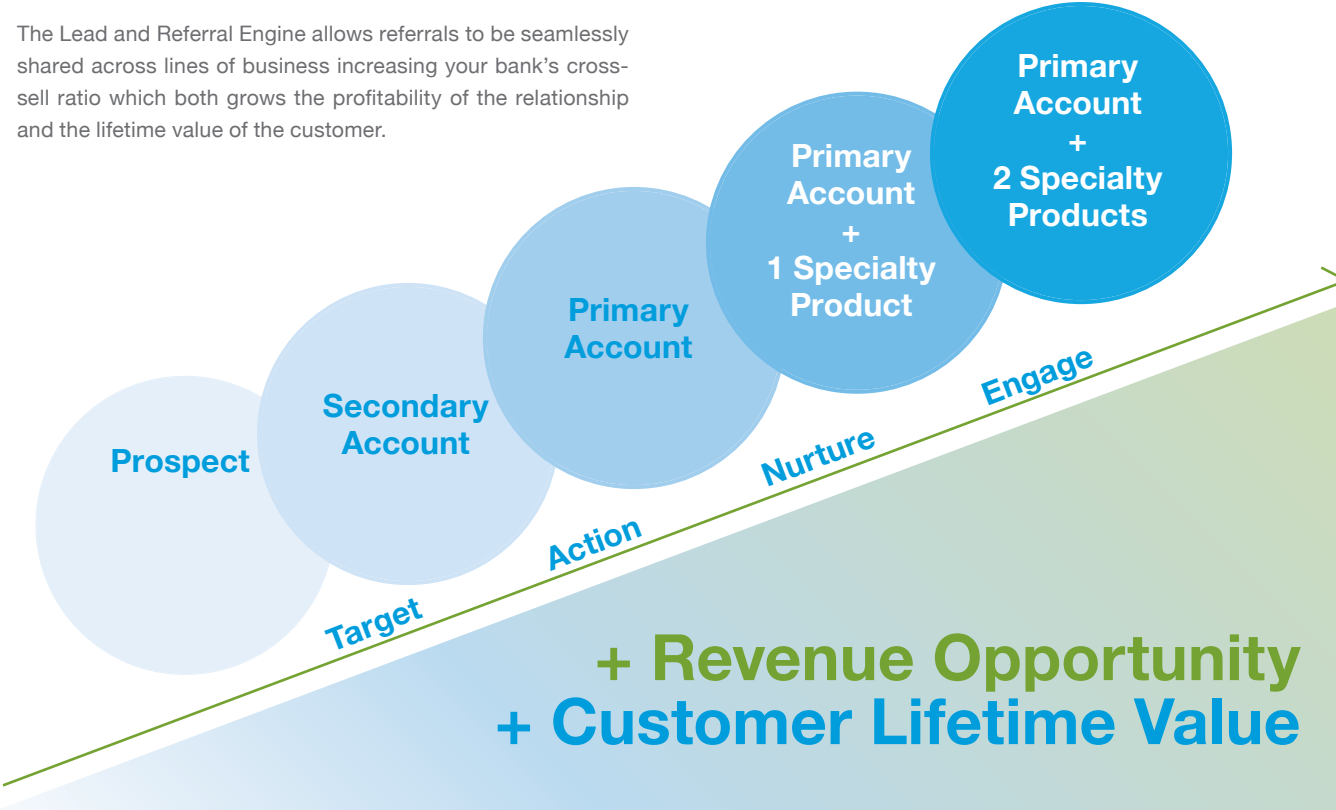 The Lead and Referral Engine allows referrals to be seamlessly
shared across lines of business increasing your bank’s cross-
sell ratio which both grows the profitability of the relationship
and the lifetime value of the customer.
Prospect
Secondary
Account
Primary
Account
Primary
Account
+
1 Specialty
Product
Primary
Account
+
2 Specialty
Products
Target
Action
Nurture
Engage
+ Revenue Opportunity
+ Customer Lifetime Value